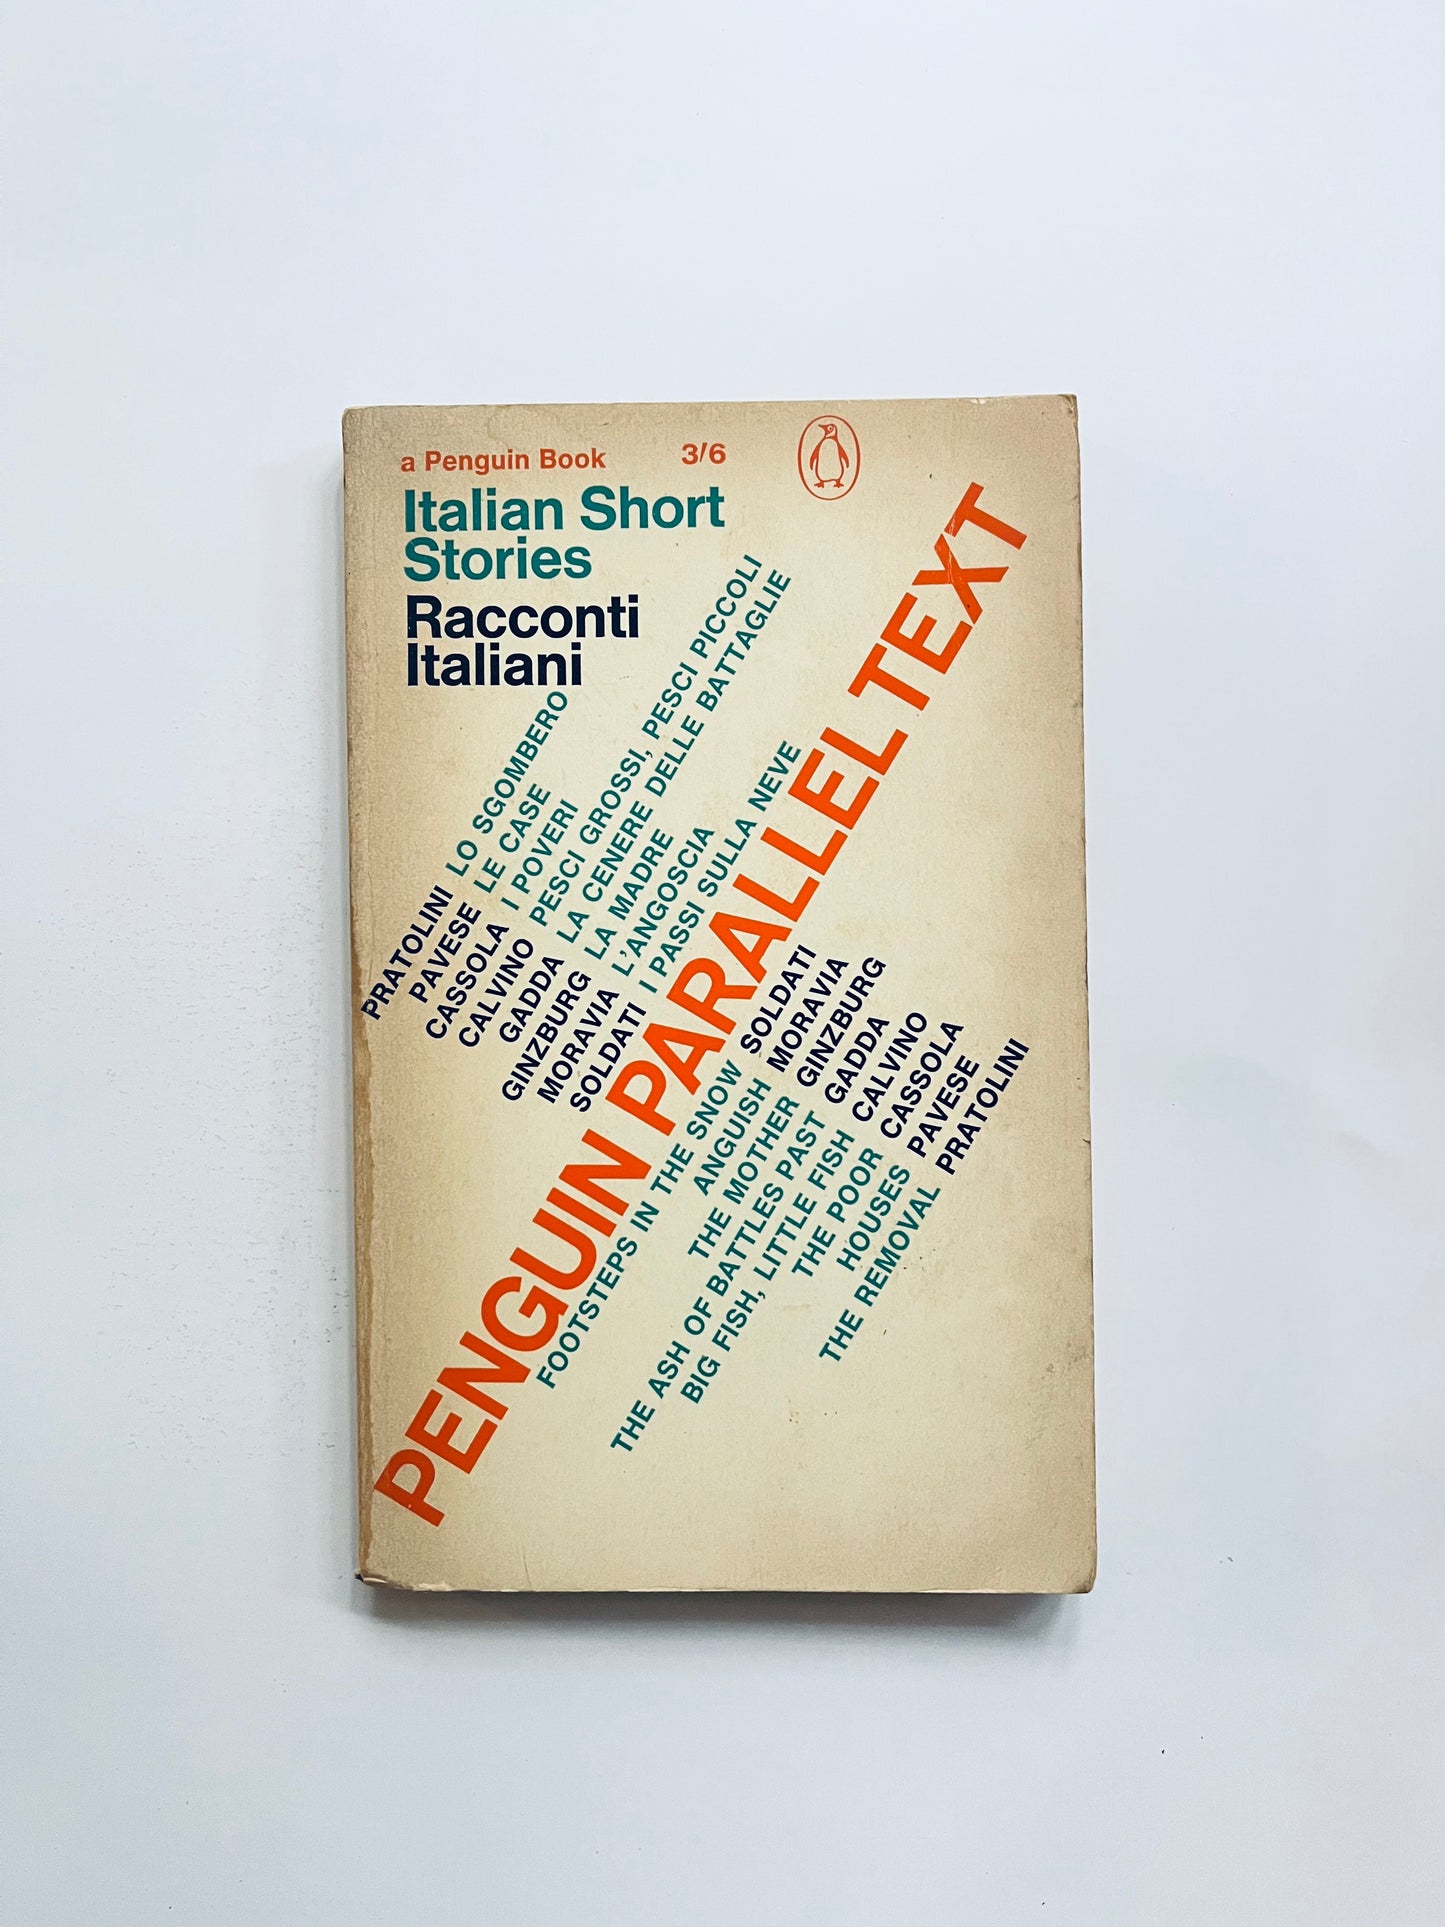 a Penguin Book 3/6
Italian Short
Stories
Racconti
Italiani
PRATOLINI LO SGOMBERO
PAVESE LE CASE
CASSOLA I POVERI
CALVINO PESCI GROSSI, PESCI PICCOLI
GADDA LA CENERE DELLE BATTAGLIE
GINZBURG LA MADRE
MORAVIA L'ANGOSCIA
SOLDATI I PASSI SULLA NEVE
PENGUIN PARALLEL TEXT
FOOTSTEPS IN THE SNOW SOLDATI
ANGUISH MORAVIA
THE MOTHER GINZBURG
THE ASH OF BATTLES PAST GADDA
BIG FISH, LITTLE FISH CALVINO
THE POOR CASSOLA
HOUSES PAVESE
THE REMOVAL PRATOLINI